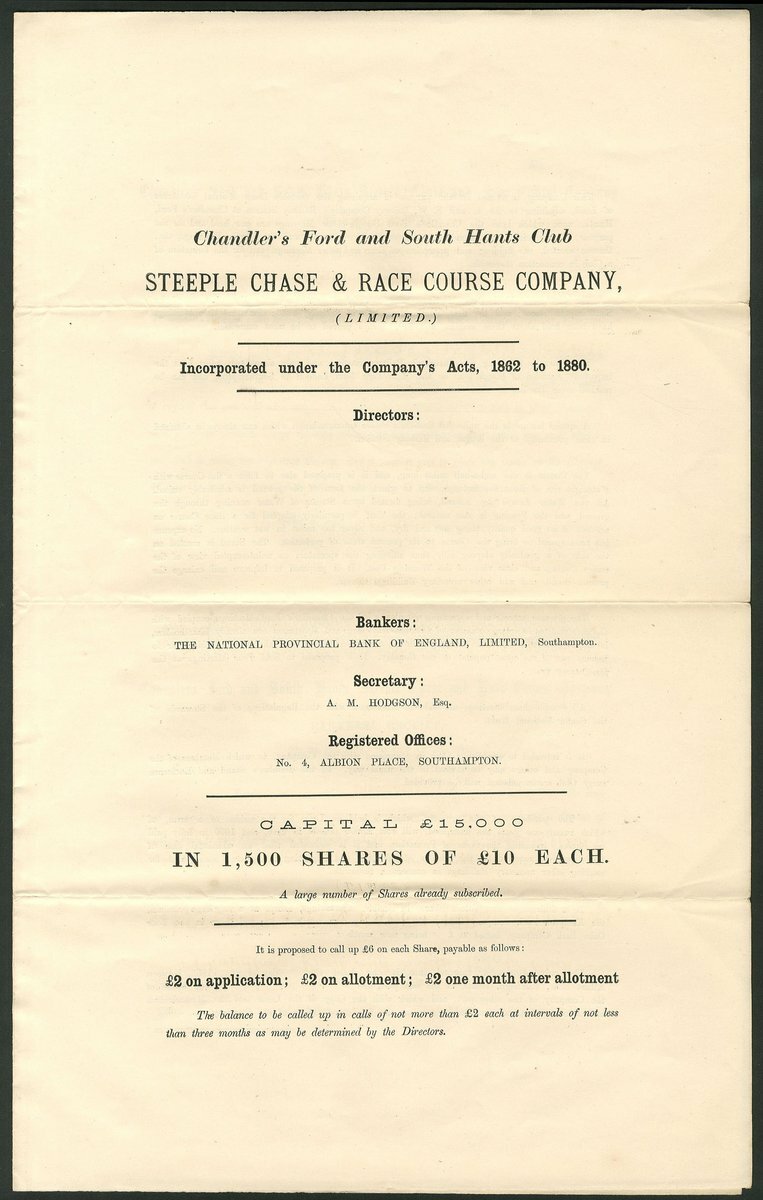 Chandler's Ford and South Hants Club
STEEPLE CHASE & RACE COURSE COMPANY,
(LIMITED.)
Incorporated under the Company's Acts, 1862 to 1880.
Directors:
Bankers:
THE NATIONAL PROVINCIAL BANK OF ENGLAND, LIMITED, Southampton.
Secretary:
A. M. HODGSON, Esq.
Registered Offices:
No. 4, ALBION PLACE, SOUTHAMPTON.
CAPITAL £15,000
IN 1,500 SHARES OF £10 EACH.
A large number of Shares already subscribed.
It is proposed to call up £6 on each Share, payable as follows:
£2 on application; £2 on allotment; £2 one month after allotment
The balance to be called up in calls of not more than £2 each at intervals of not less
than three months as may be determined by the Directors.